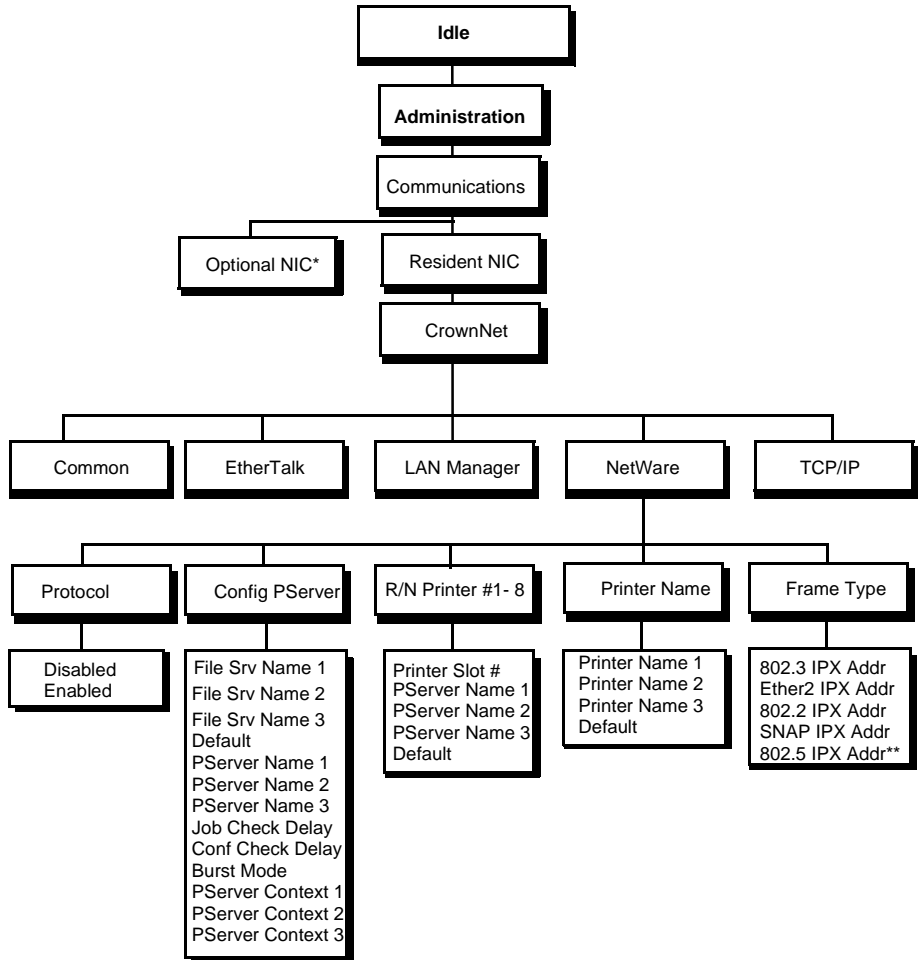 Idle
Administration
Communications
Optional NIC*
Resident NIC
CrownNet
Common
EtherTalk
LAN Manager
NetWare
TCP/IP
Protocol
Config PServer
R/N Printer #1- 8
Printer Name
Frame Type
Disabled
Enabled
File Srv Name 1
File Srv Name 2
File Srv Name 3
Default
PServer Name 1
PServer Name 2
PServer Name 3
Job Check Delay
Conf Check Delay
Burst Mode
PServer Context 1
PServer Context 2
PServer Context 3
Printer Slot #
PServer Name 1
PServer Name 2
PServer Name 3
Default
Printer Name 1
Printer Name 2
Printer Name 3
Default
802.3 IPX Addr
Ether2 IPX Addr
802.2 IPX Addr
SNAP IPX Addr
802.5 IPX Addr**